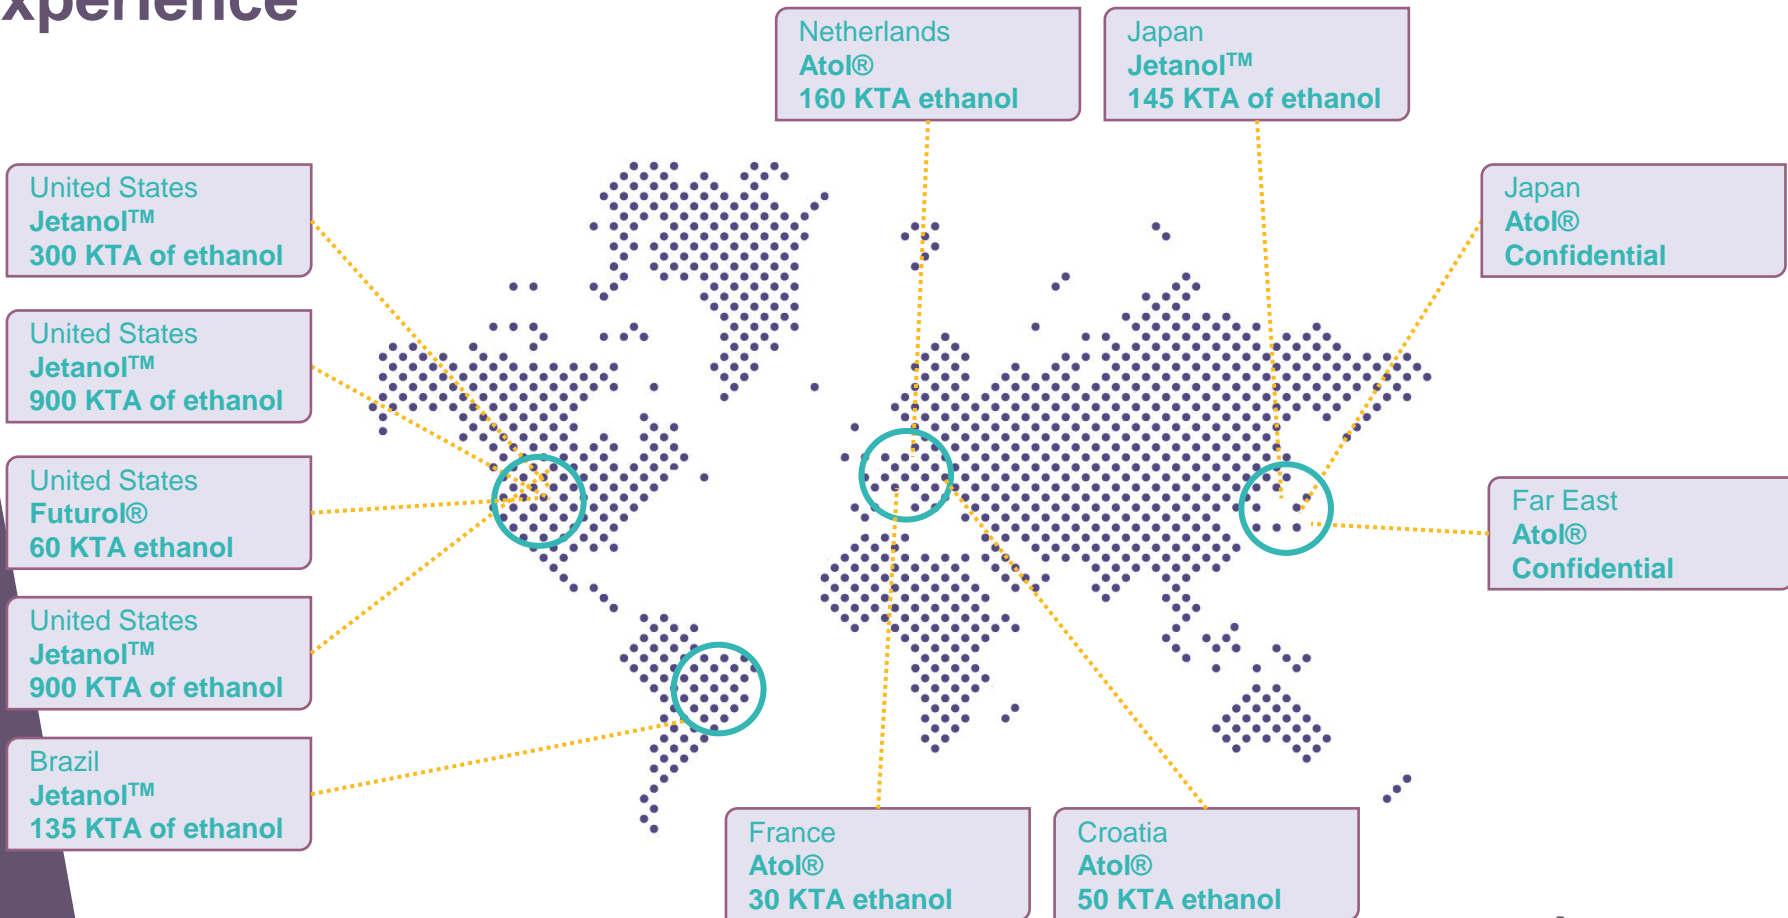 xperience
Netherlands
Atol®
160 KTA ethanol
Japan
Jetanol™
145 KTA of ethanol
United States
Jetanol™
300 KTA of ethanol
Japan
Atol®
Confidential
United States
Jetanol™
900 KTA of ethanol
United States
Futurol®
60 KTA ethanol
Far East
Atol®
Confidential
United States
Jetanol™
900 KTA of ethanol
Brazil
Jetanol™
135 KTA of ethanol
France
Atol®
30 KTA ethanol
Croatia
Atol®
50 KTA ethanol